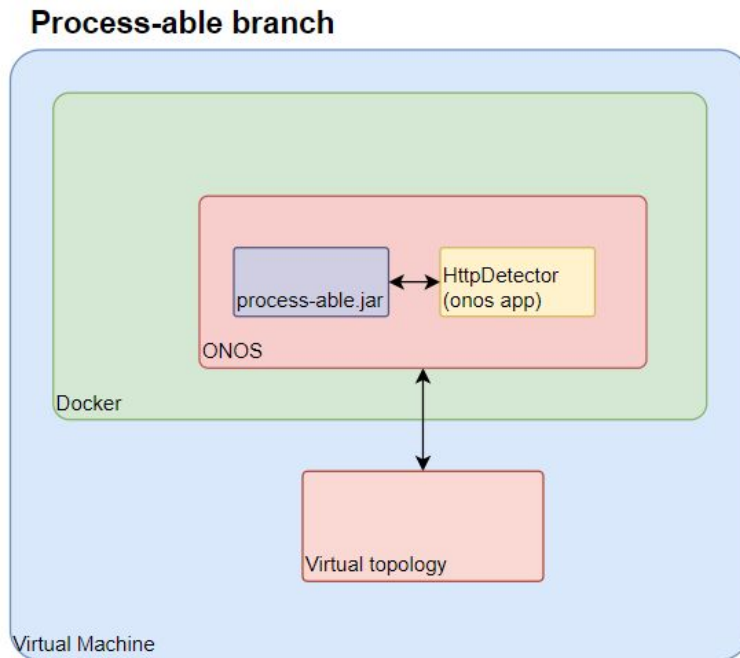 Process-able branch
process-able.jar
HttpDetector
(onos app)
ONOS
Docker
Virtual topology
Virtual Machine